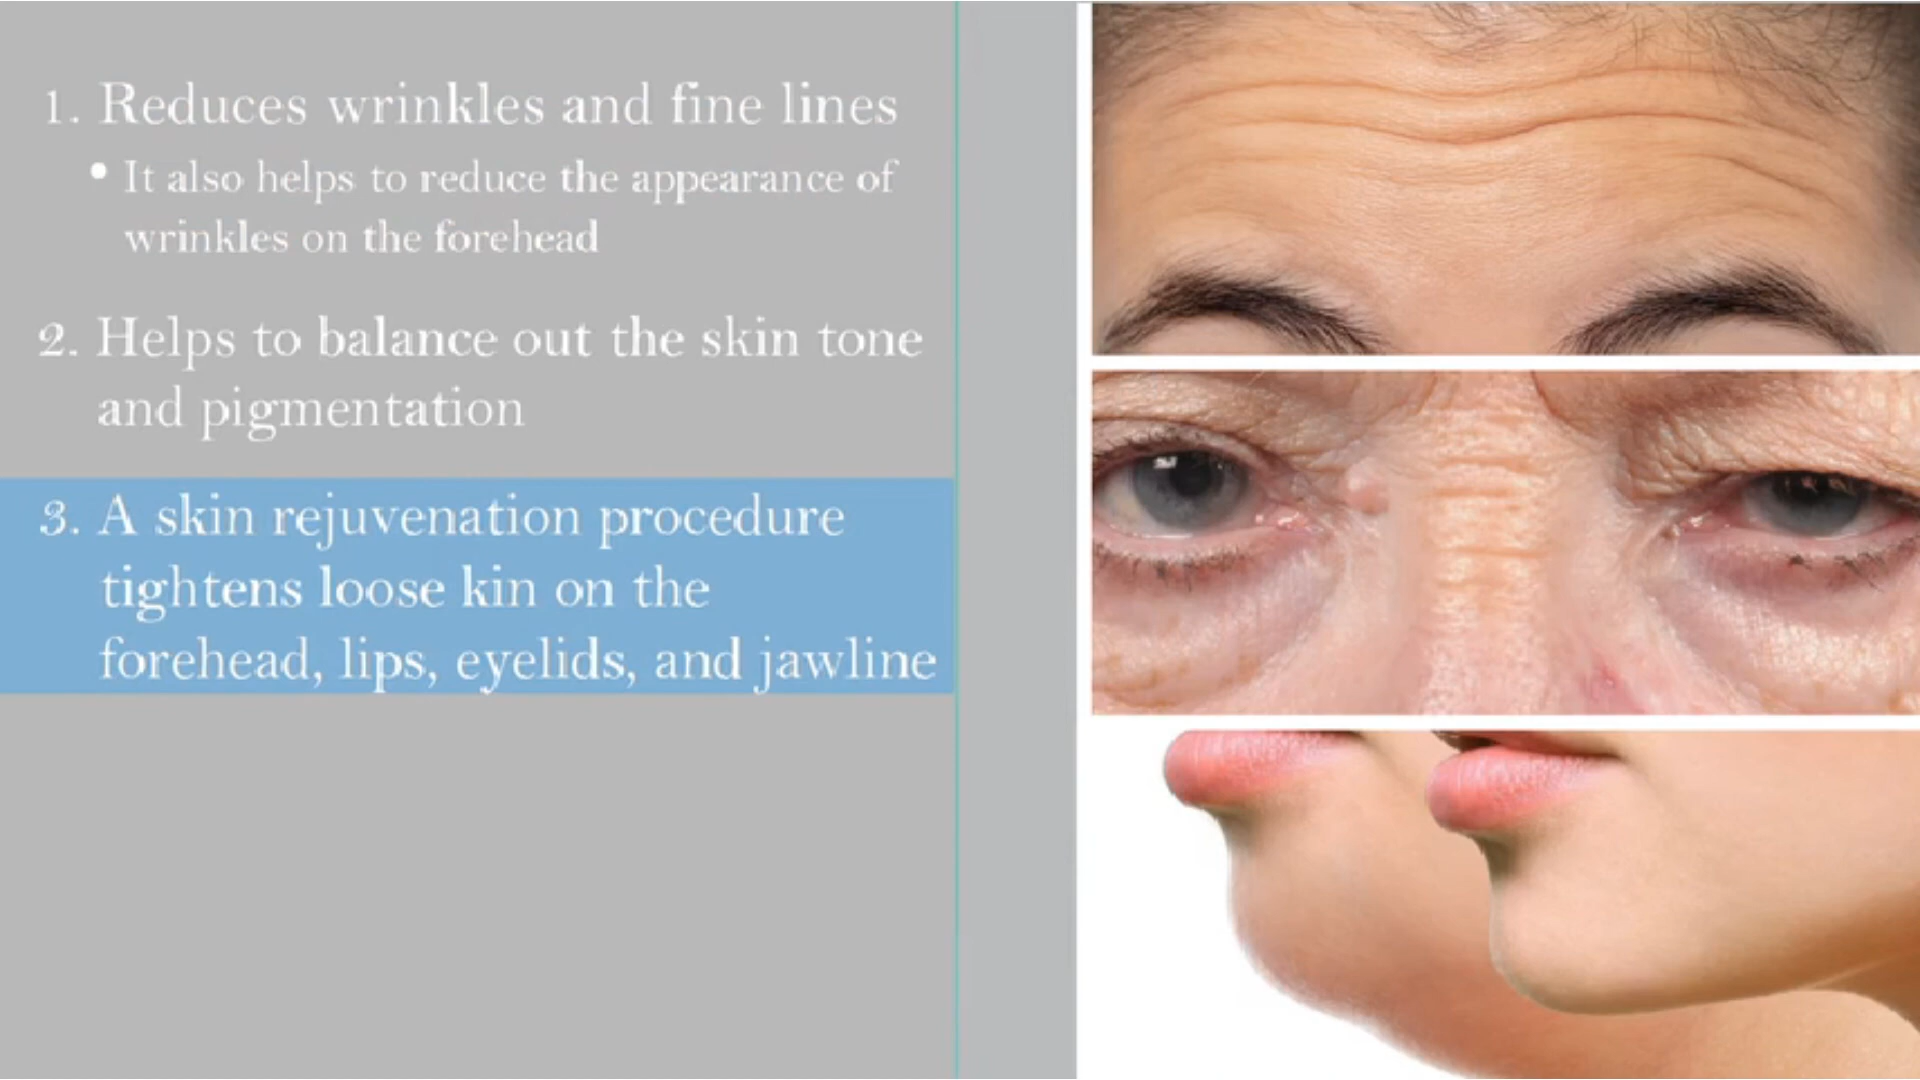 1. Reduces wrinkles and fine lines
• It also helps to reduce the appearance of
wrinkles on the forehead
2. Helps to balance out the skin tone
and pigmentation
3. A skin rejuvenation procedure
tightens loose kin on the
forehead, lips, eyelids, and jawline